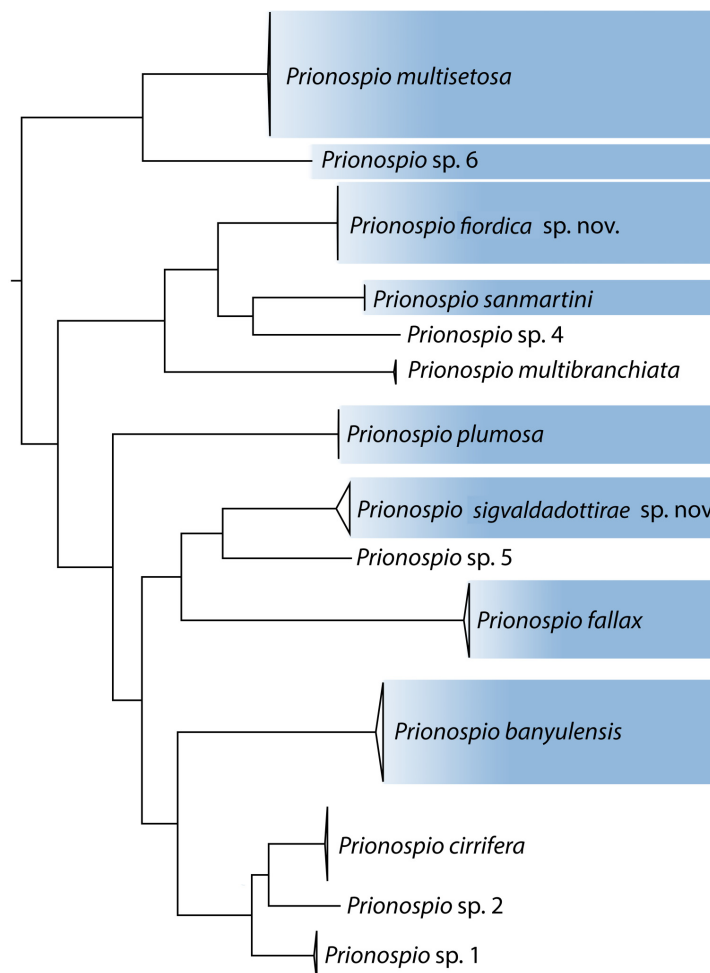 Prionospio multisetosa
Prionospio sp. 6
Prionospio fiordica sp. nov.
Prionospio sanmartini
Prionospio sp. 4
Prionospio multibranchiata
Prionospio plumosa
Prionospio sigvaldadottirae sp. nov
Prionospio sp. 5
Prionospio fallax
Prionospio banyulensis
Prionospio cirrifera
Prionospio sp. 2
Prionospio sp. 1